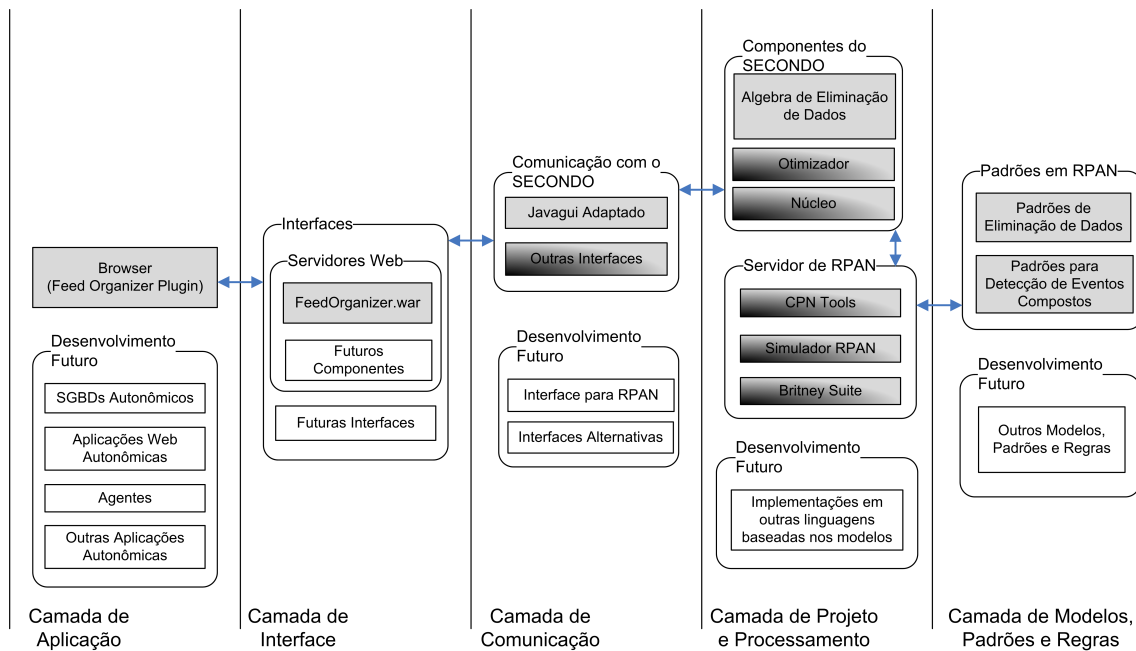 Browser
(Feed Organizer Plugin)
Desenvolvimento
Futuro
SGBDs Autonômicos
Aplicações Web
Autonômicas
Agentes
Outras Aplicações
Autonômicas
Camada de
Aplicação
Interfaces
Servidores Web
FeedOrganizer.war
Futuros
Componentes
Futuras Interfaces
Camada de
Interface
Comunicação com o
SECONDO
Javagui Adaptado
Outras Interfaces
Desenvolvimento
Futuro
Interface para RPAN
Interfaces Alternativas
Camada de
Comunicação
Componentes do
SECONDO
Algebra de Eliminação
de Dados
Otimizador
Núcleo
Servidor de RPAN
CPN Tools
Simulador RPAN
Britney Suite
Desenvolvimento
Futuro
Implementações em
outras linguagens
baseadas nos modelos
Camada de Projeto
e Processamento
Padrões em RPAN
Padrões de
Eliminação de Dados
Padrões para
Detecção de Eventos
Compostos
Desenvolvimento
Futuro
Outros Modelos,
Padrões e Regras
Camada de Modelos,
Padrões e Regras